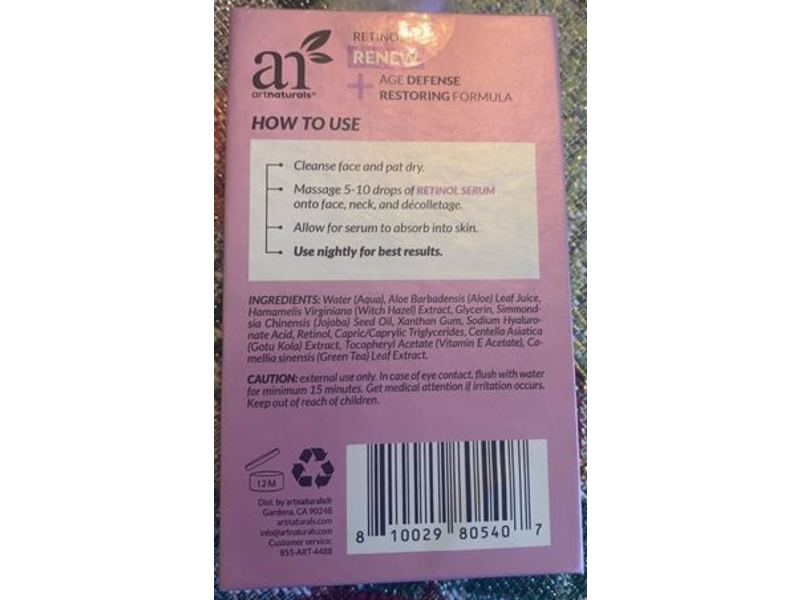 artnaturals®
RENEW
+ AGE DEFENSE
RESTORING FORMULA
HOW TO USE
Cleanse face and pat dry.
Massage 5-10 drops of RETINOL SERUM
onto face, neck, and décolletage.
Allow for serum to absorb into skin.
Use nightly for best results.
INGREDIENTS: Water (Aqua), Aloe Barbadensis (Aloe) Leaf Juice,
Hamamelis Virginiana (Witch Hazel) Extract, Glycerin, Simmond-
sia Chinensis (Jojoba) Seed Oil, Xanthan Gum, Sodium Hyaluro-
nate Acid, Retinol, Capric/Caprylic Triglycerides, Centella Asiatica
(Gotu Kola) Extract, Tocopheryl Acetate (Vitamin E Acetate), Ca-
mellia sinensis (Green Tea) Leaf Extract.
CAUTION: external use only. In case of eye contact, flush with water
for minimum 15 minutes. Get medical attention if irritation occurs.
Keep out of reach of children.
12 M
Dist. by artnaturals®
Gardena, CA 90248
artnaturals.com
info@artnaturals.com
Customer service:
855-ART-4488
8 10029 80540 7